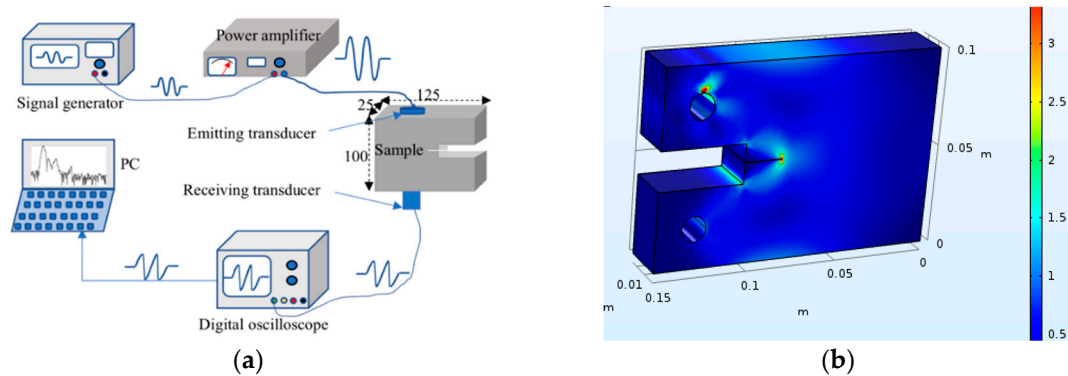 Power amplifier
Signal generator
25
125
Emitting transducer
100
Sample
PC
Receiving transducer
Digital oscilloscope
(a)
m
0.1
0.05
m
0
0
0.05
0.1
m
0.01
0.15
m
3
2.5
2
1.5
1
0.5
(b)